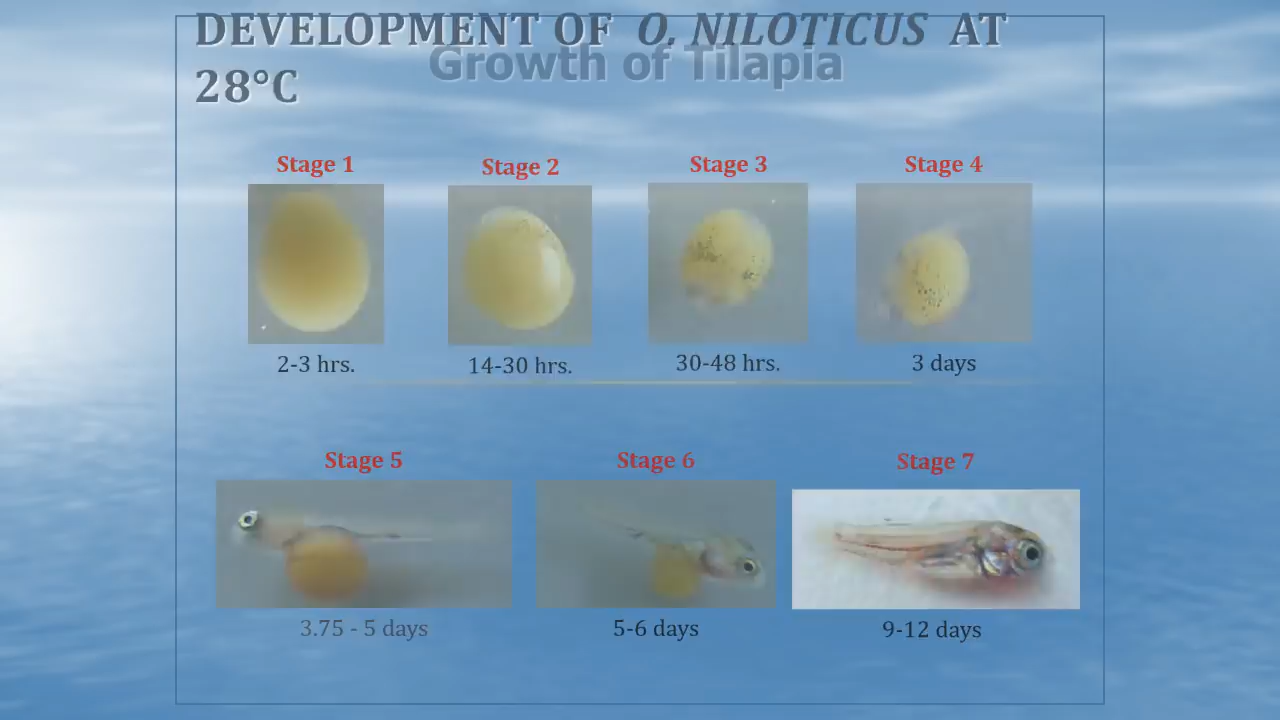 DEVELOPMENT OF O. NILOTICUS AT
28°C
Growth of Tilapia
Stage 1
Stage 2
Stage 3
Stage 4
2-3 hrs.
14-30 hrs.
30-48 hrs.
3 days
Stage 5
Stage 6
Stage 7
3.75 - 5 days
5-6 days
9-12 days